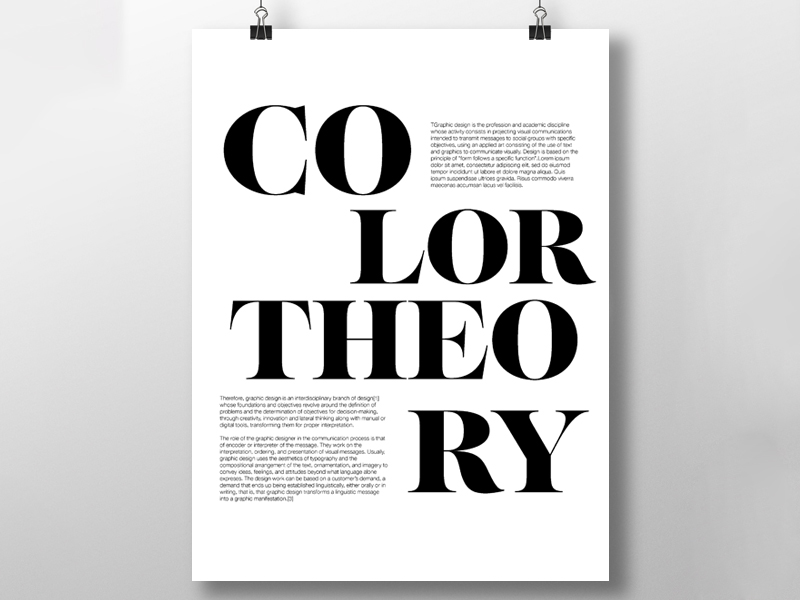 CO
TGraphic design is the profession and academic discipline
whose activity consists in projecting visual communications
intended to transmit messages to social groups with specific
objectives, using an applied art consisting of the use of text
and graphics to communicate visually. Design is based on the
principle of "form follows a specific function".Lorem ipsum
dolor sit amet, consectetur adipiscing elit, sed do eiusmod
tempor incididunt ut labore et dolore magna aliqua. Quis
ipsum suspendisse ultrices gravida. Risus commodo viverra
maecenas accumsan lacus vel facilisis.
LOR
THEO
Therefore, graphic design is an interdisciplinary branch of design[1]
whose foundations and objectives revolve around the definition of
problems and the determination of objectives for decision-making,
through creativity, innovation and lateral thinking along with manual or
digital tools, transforming them for proper interpretation.
The role of the graphic designer in the communication process is that
of encoder or interpreter of the message. They work on the
interpretation, ordering, and presentation of visual messages. Usually,
graphic design uses the aesthetics of typography and the
compositional arrangement of the text, ornamentation, and imagery to
convey ideas, feelings, and attitudes beyond what language alone
expresses. The design work can be based on a customer's demand, a
demand that ends up being established linguistically, either orally or in
writing, that is, that graphic design transforms a linguistic message
into a graphic manifestation.[2]
RY